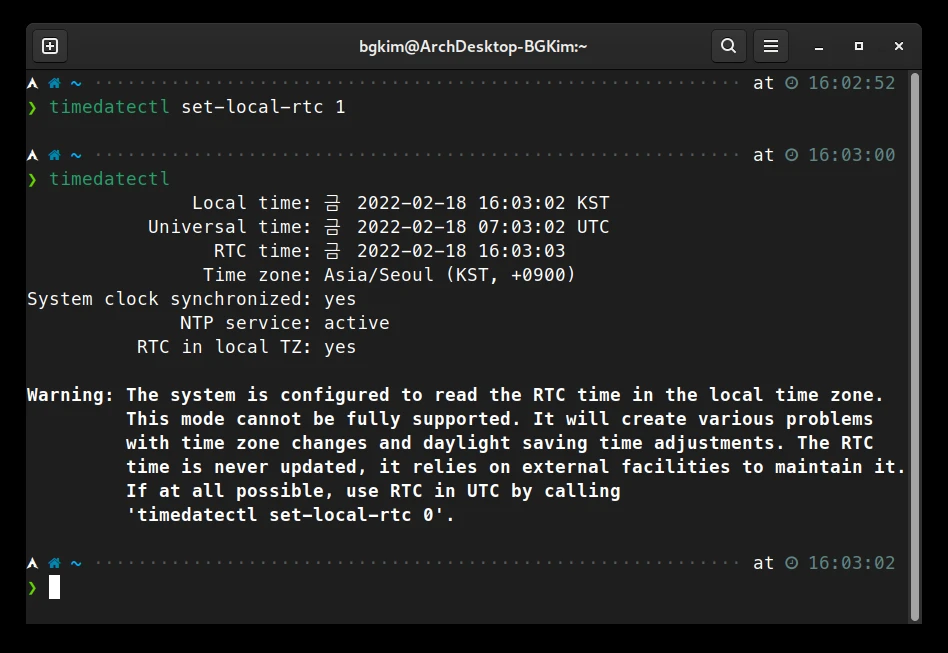 bgkim@ArchDesktop-BGKim:~
~ at 16:02:52
❯ timedatectl set-local-rtc 1
~ at 16:03:00
❯ timedatectl
Local time: 금 2022-02-18 16:03:02 KST
Universal time: 금 2022-02-18 07:03:02 UTC
RTC time: 금 2022-02-18 16:03:03
Time zone: Asia/Seoul (KST, +0900)
System clock synchronized: yes
NTP service: active
RTC in local TZ: yes
Warning: The system is configured to read the RTC time in the local time zone.
This mode cannot be fully supported. It will create various problems
with time zone changes and daylight saving time adjustments. The RTC
time is never updated, it relies on external facilities to maintain it.
If at all possible, use RTC in UTC by calling
'timedatectl set-local-rtc 0'.
~ at 16:03:02
❯